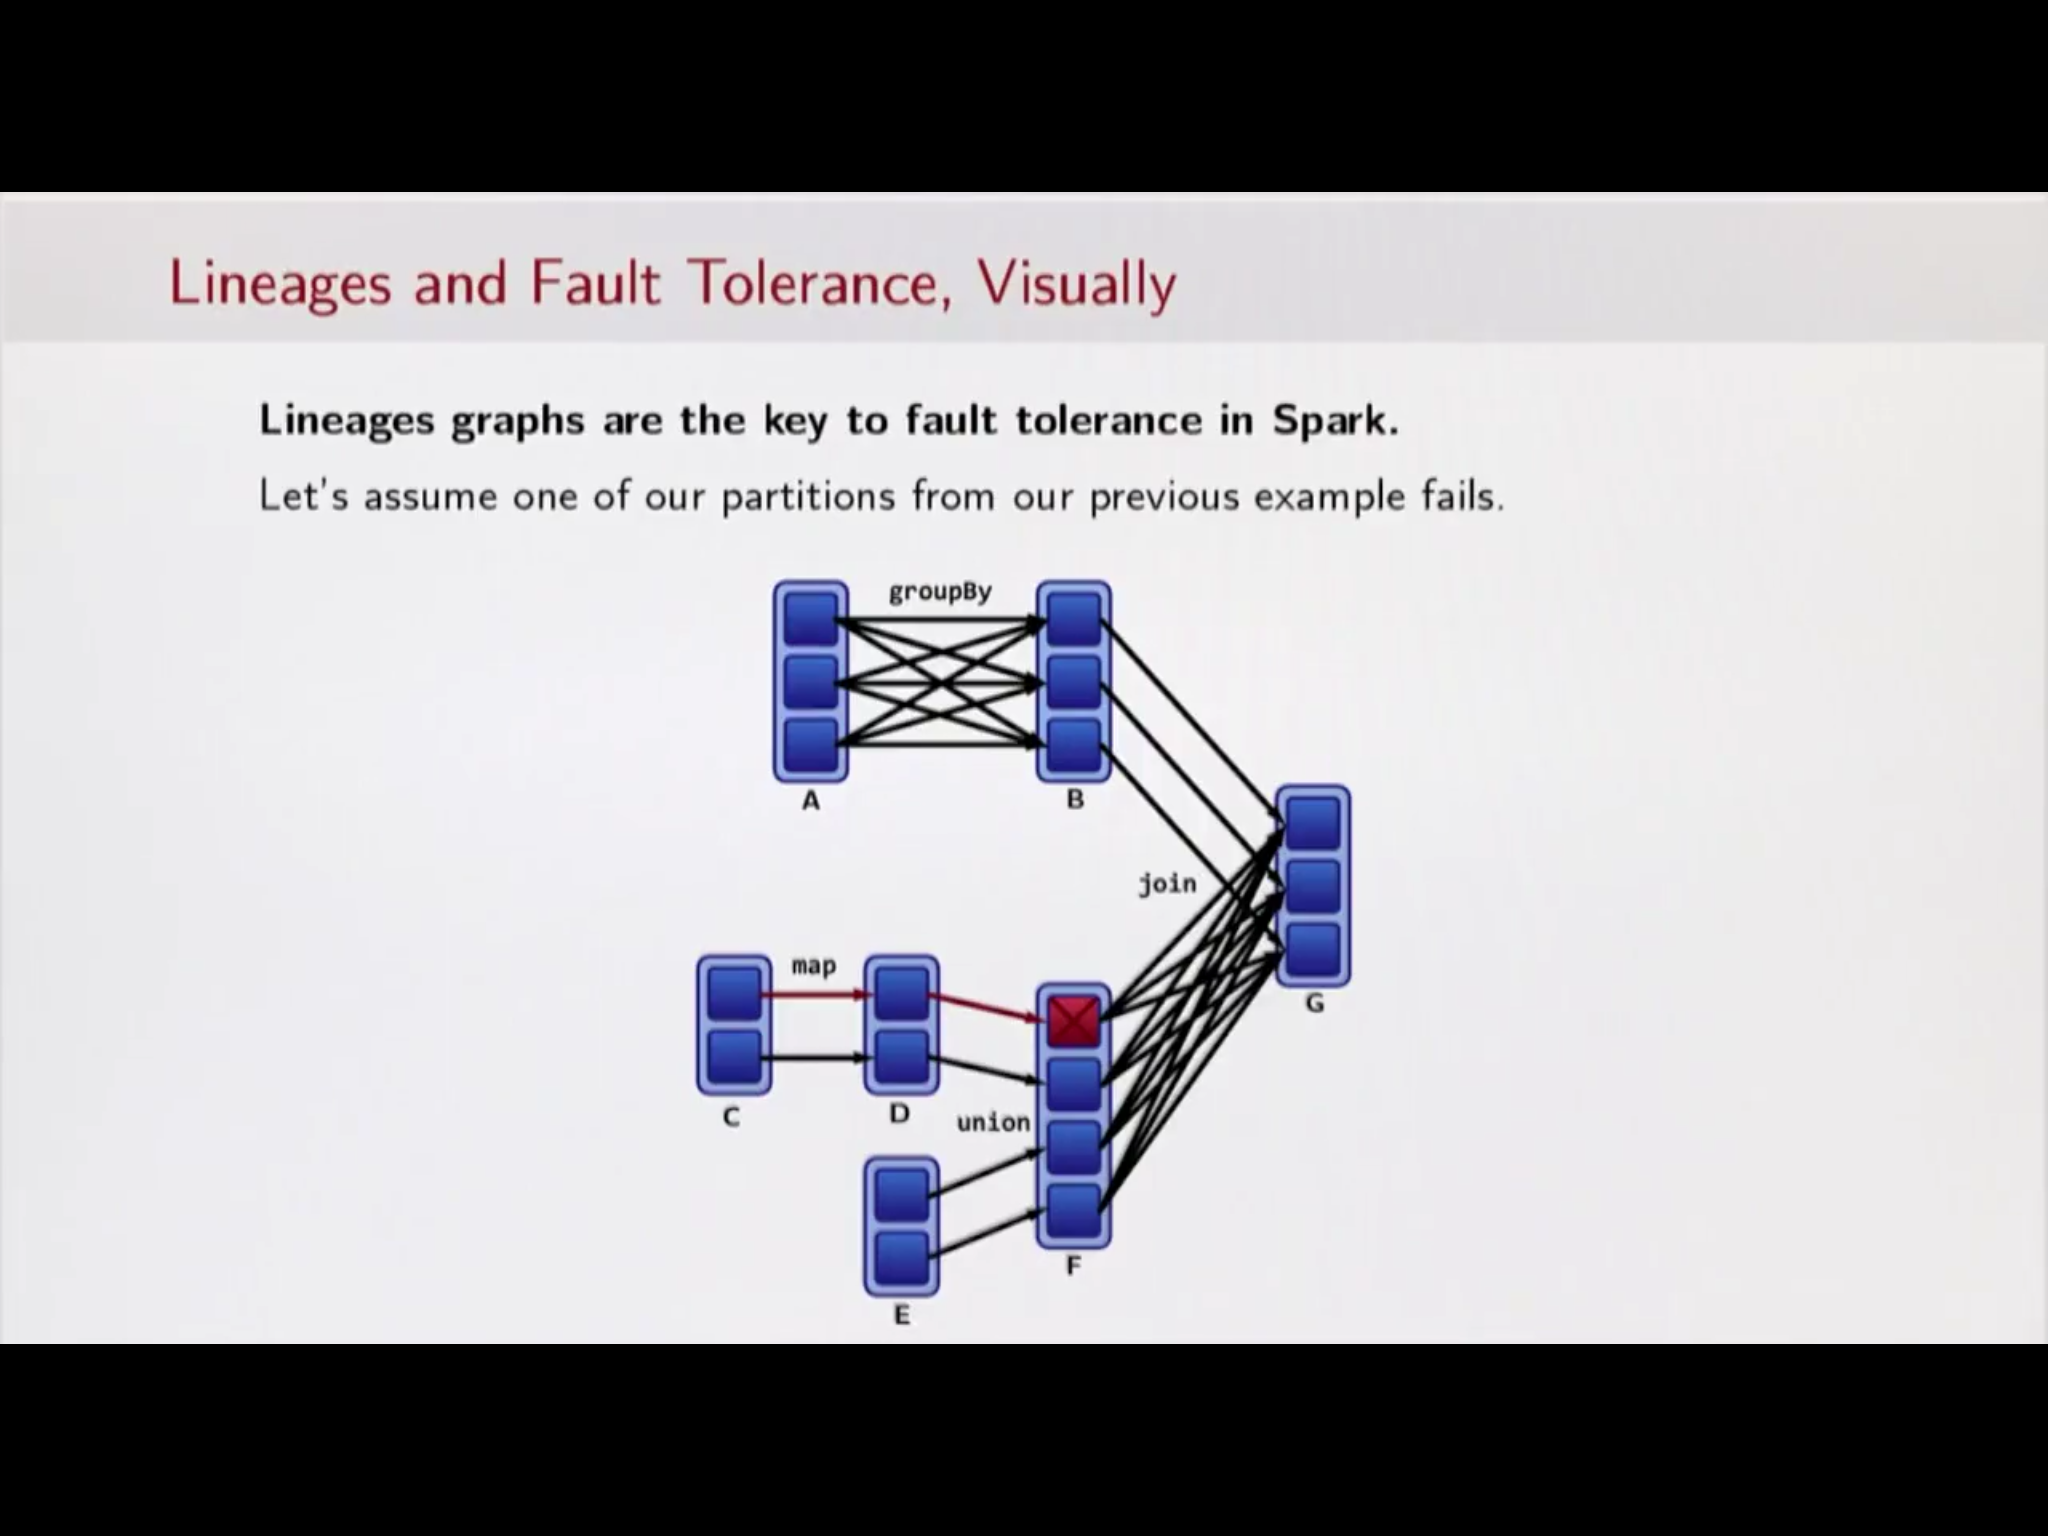 Lineages and Fault Tolerance, Visually
Lineages graphs are the key to fault tolerance in Spark.
Let's assume one of our partitions from our previous example fails.
groupBy
A
B
join
G
map
C
D
union
F
E